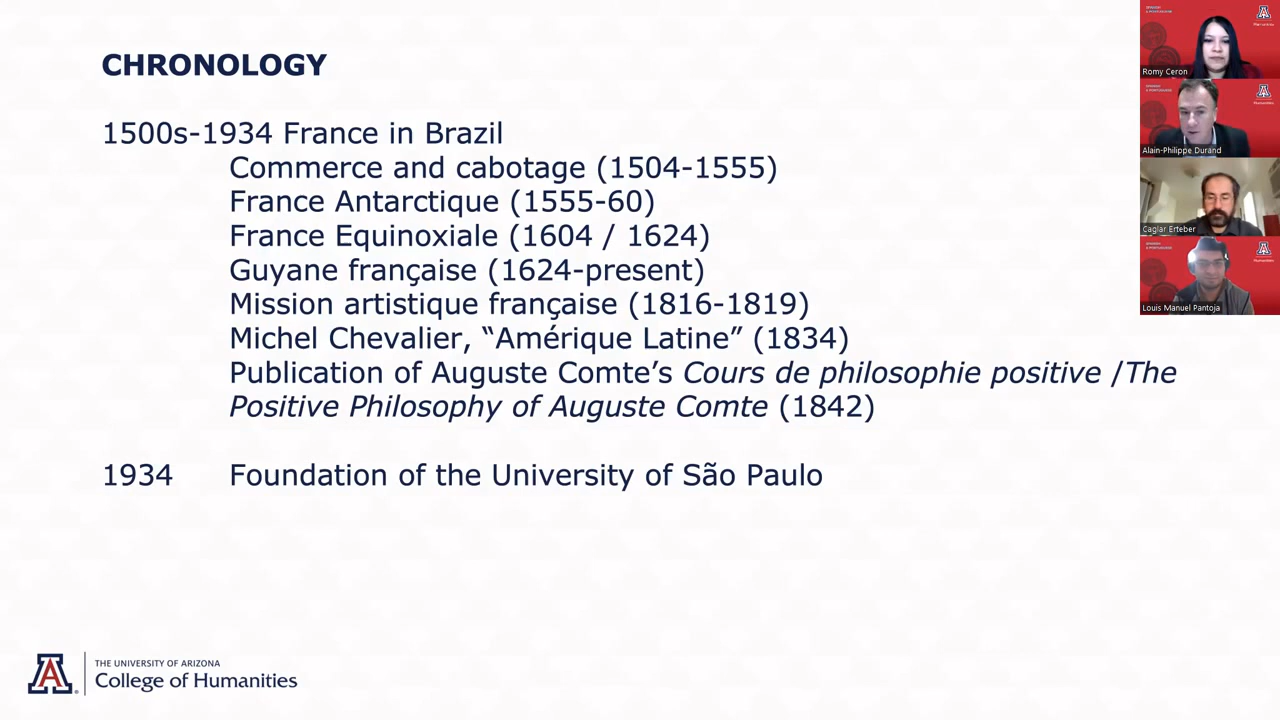 CHRONOLOGY
1500s-1934 France in Brazil
Commerce and cabotage (1504-1555)
France Antarctique (1555-60)
France Equinoxiale (1604 / 1624)
Guyane française (1624-present)
Mission artistique française (1816-1819)
Michel Chevalier, “Amérique Latine” (1834)
Publication of Auguste Comte’s Cours de philosophie positive /The
Positive Philosophy of Auguste Comte (1842)
1934 Foundation of the University of São Paulo
THE UNIVERSITY OF ARIZONA
College of Humanities
Romy Ceron
Alain-Philippe Durand
Caglar Erteber
Louis Manuel Pantoja